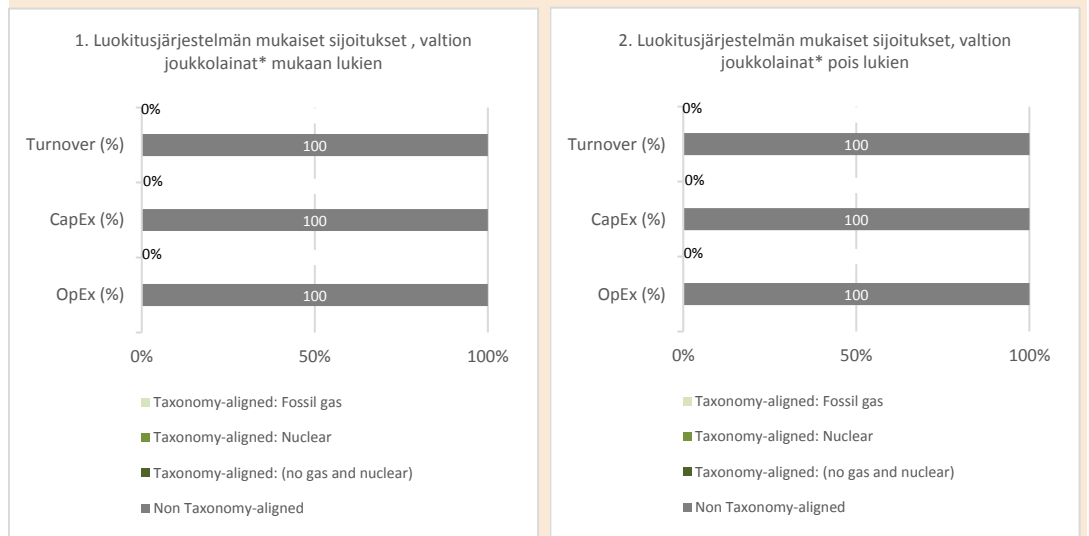 1. Luokitusjärjestelmän mukaiset sijoitukset , valtion
joukkolainat* mukaan lukien
0%
Turnover (%)
100
0%
CapEx (%)
100
0%
OpEx (%)
100
0%
50%
100%
Taxonomy-aligned: Fossil gas
Taxonomy-aligned: Nuclear
Taxonomy-aligned: (no gas and nuclear)
Non Taxonomy-aligned
2. Luokitusjärjestelmän mukaiset sijoitukset, valtion
joukkolainat* pois lukien
0%
Turnover (%)
100
0%
CapEx (%)
100
0%
OpEx (%)
100
0%
50%
100%
Taxonomy-aligned: Fossil gas
Taxonomy-aligned: Nuclear
Taxonomy-aligned: (no gas and nuclear)
Non Taxonomy-aligned